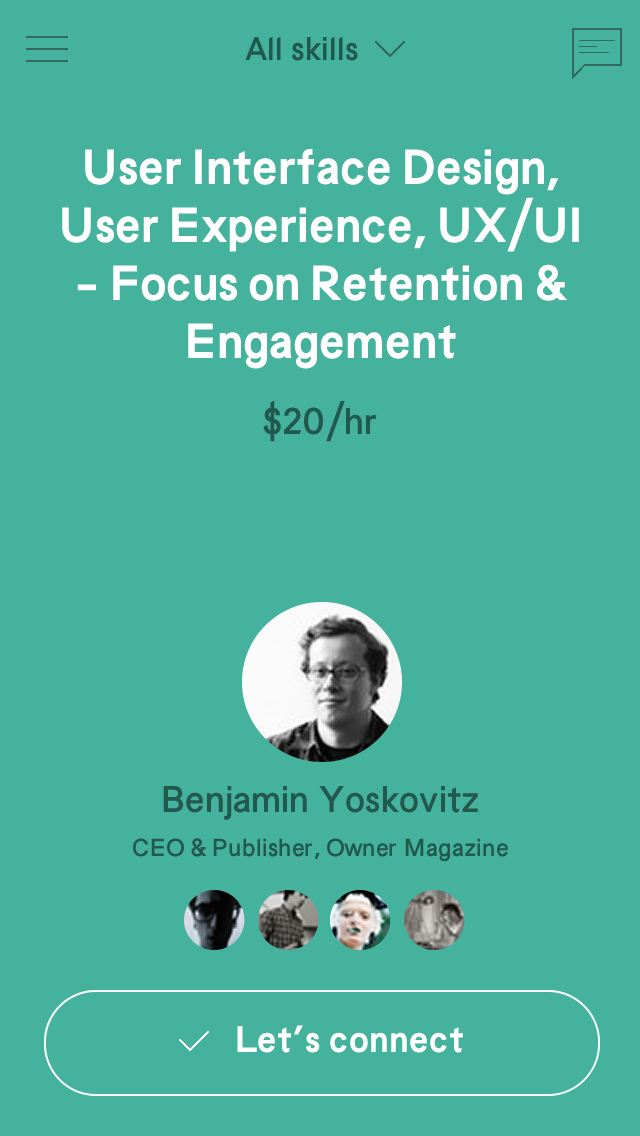 All skills
User Interface Design,
User Experience, UX/UI
– Focus on Retention &
Engagement
$20/hr
Benjamin Yoskovitz
CEO & Publisher, Owner Magazine
Let’s connect